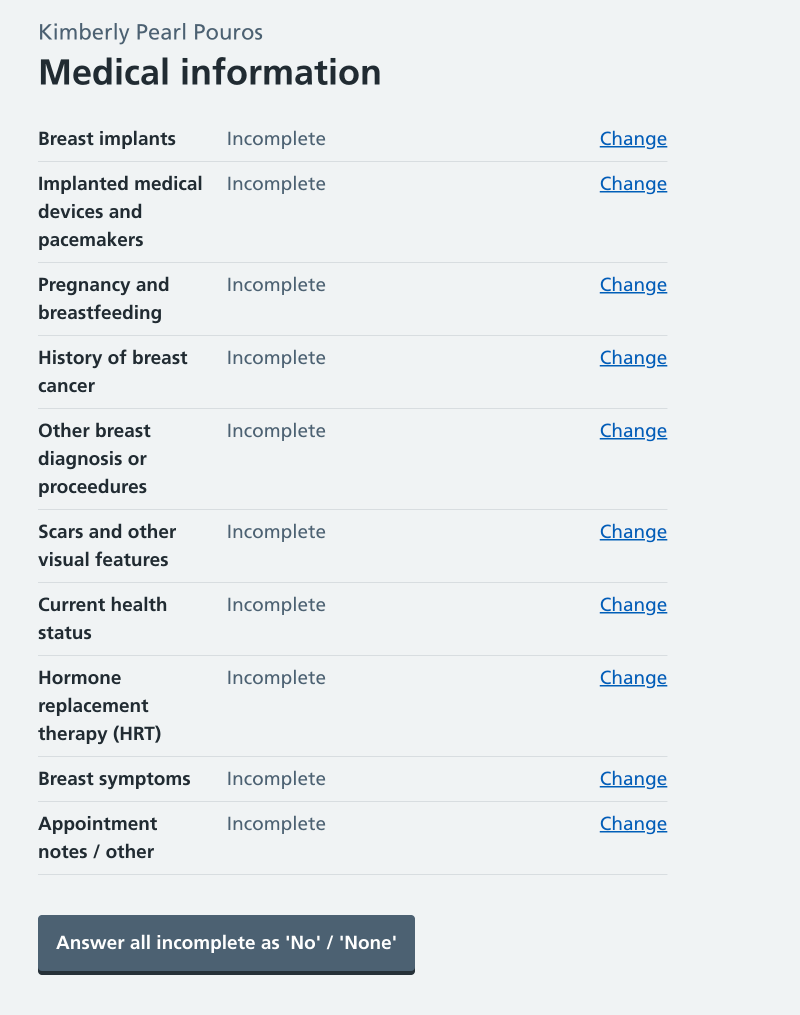 Kimberly Pearl Pouros
Medical information
Breast implants Incomplete Change
Implanted medical Incomplete Change
devices and
pacemakers
Pregnancy and Incomplete Change
breastfeeding
History of breast Incomplete Change
cancer
Other breast Incomplete Change
diagnosis or
proceedures
Scars and other Incomplete Change
visual features
Current health Incomplete Change
status
Hormone Incomplete Change
replacement
therapy (HRT)
Breast symptoms Incomplete Change
Appointment Incomplete Change
notes / other
Answer all incomplete as 'No' / 'None'